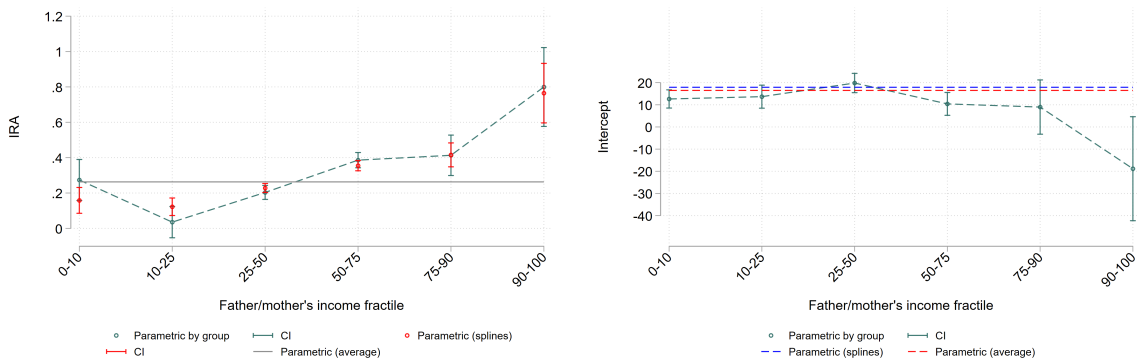 1.2
1
.8
.6
.4
.2
0
IRA
0-10
10-25
25-50
50-75
75-90
90-100
Father/mother's income fractile
Parametric by group
CI
Parametric (splines)
CI
Parametric (average)
20
10
0
-10
-20
-30
-40
Intercept
0-10
10-25
25-50
50-75
75-90
90-100
Father/mother's income fractile
Parametric by group
CI
Parametric (splines)
Parametric (average)